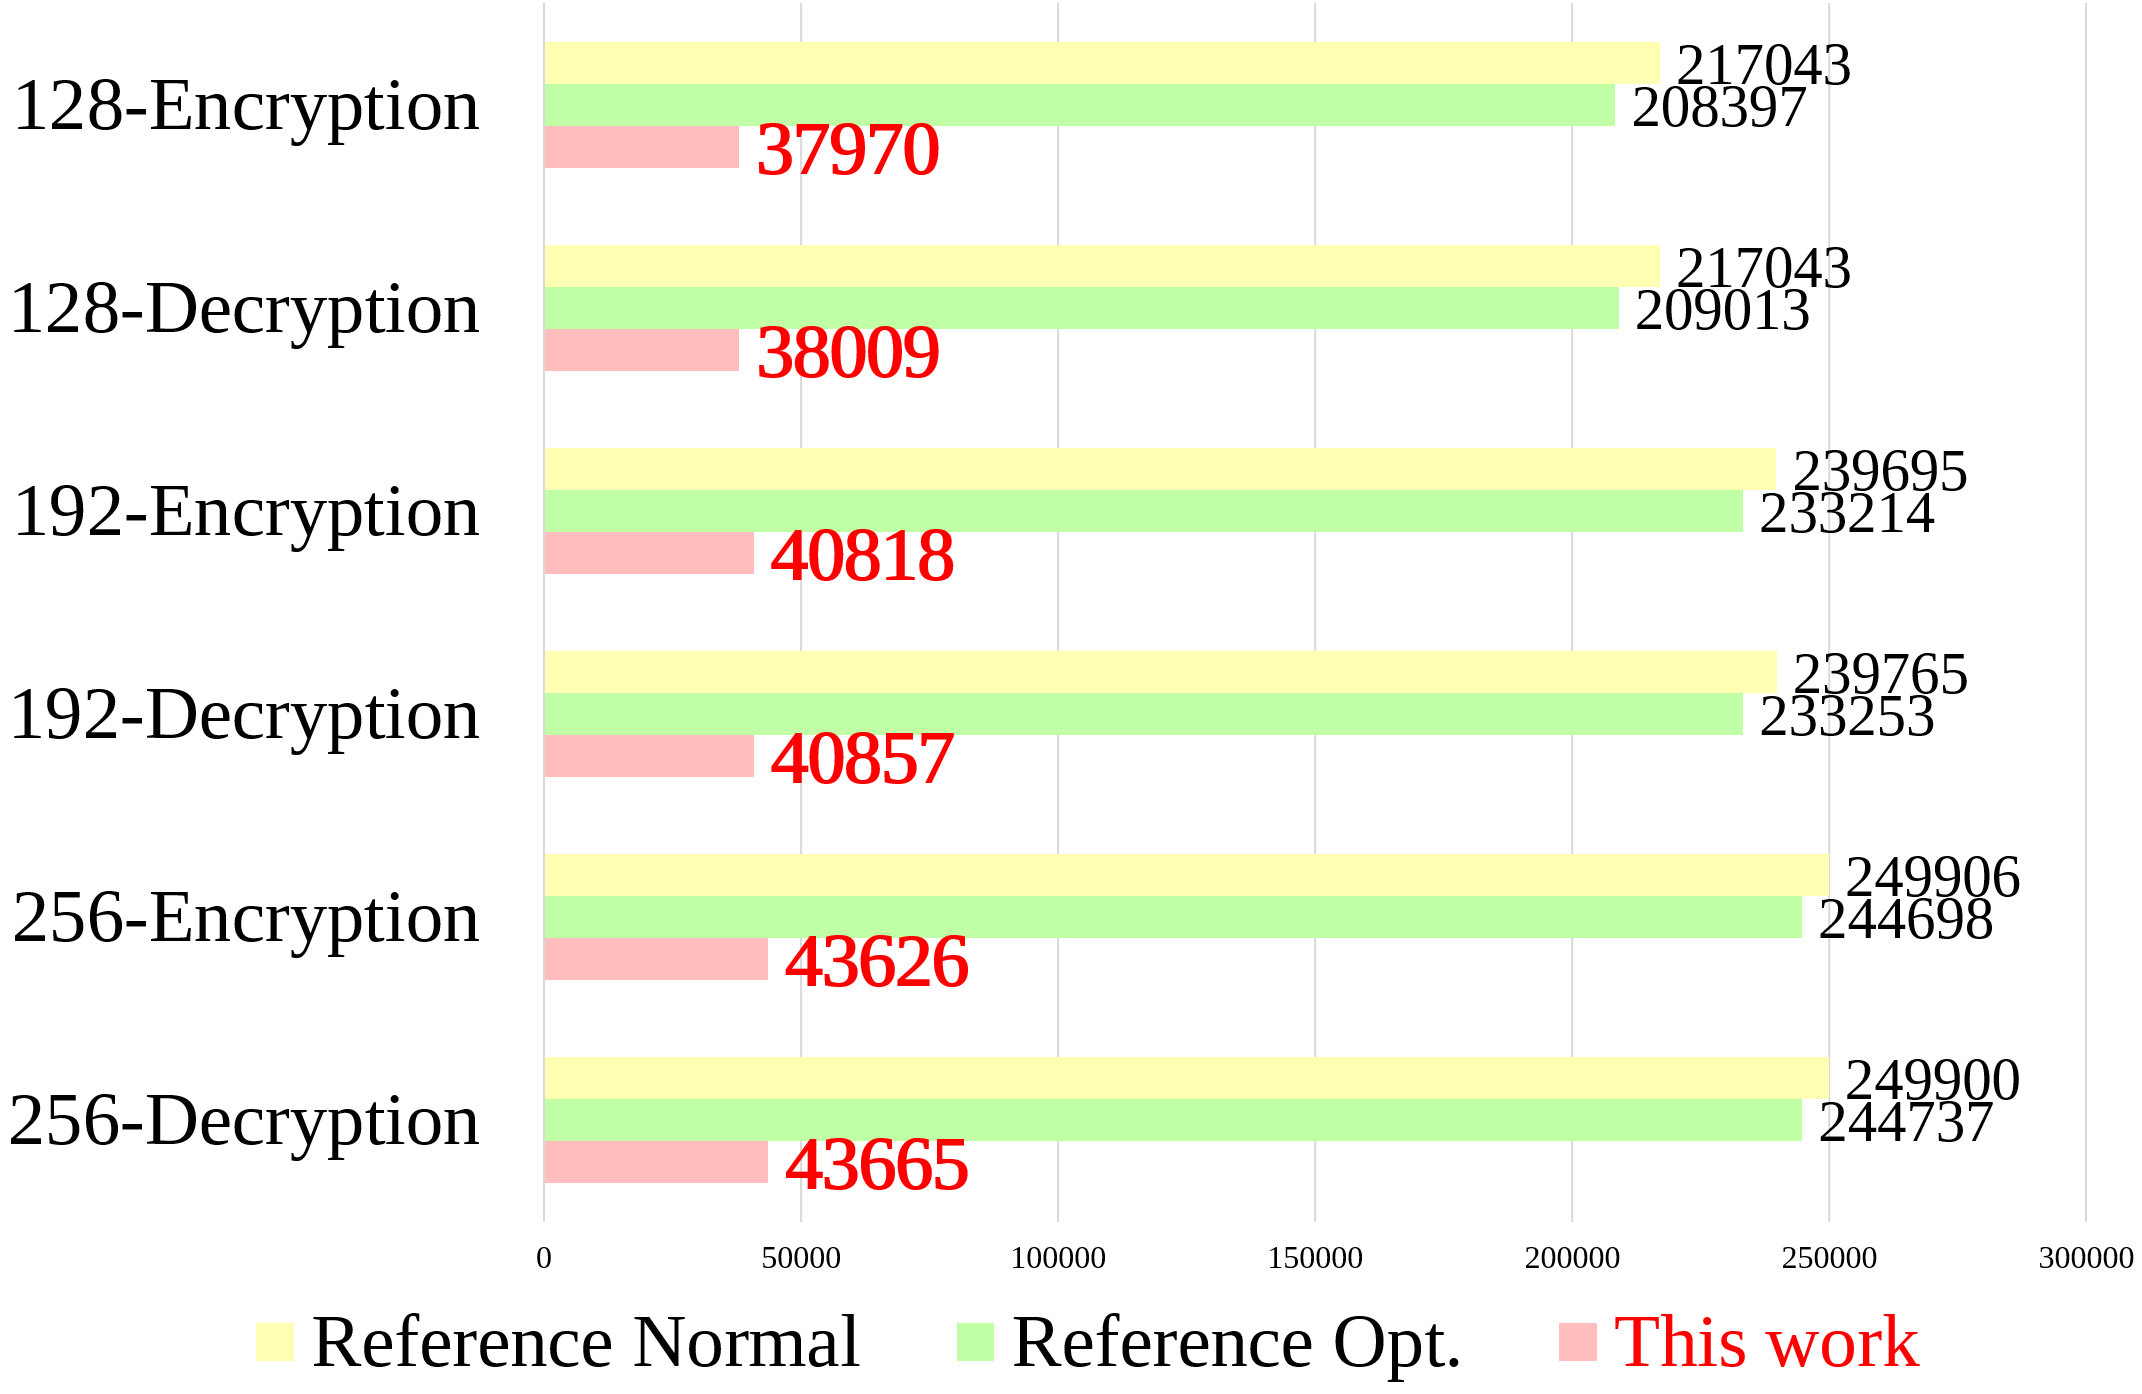 128-Encryption
217043
208397
37970
128-Decryption
217043
209013
38009
192-Encryption
239695
233214
40818
192-Decryption
239765
233253
40857
256-Encryption
249906
244698
43626
256-Decryption
249900
244737
43665
0 50000 100000 150000 200000 250000 300000
Reference Normal Reference Opt. This work